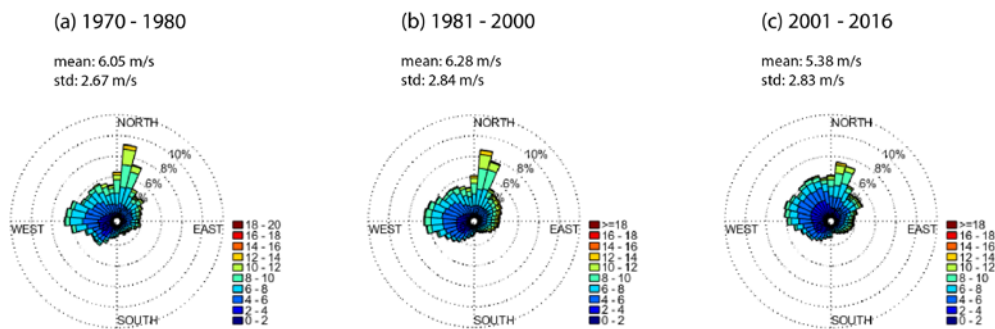 (a) 1970 - 1980
mean: 6.05 m/s
std: 2.67 m/s
NORTH
10%
8%
6%
WEST
EAST
SOUTH
18 - 20
16 - 18
14 - 16
12 - 14
10 - 12
8 - 10
6 - 8
4 - 6
2 - 4
0 - 2
(b) 1981 - 2000
mean: 6.28 m/s
std: 2.84 m/s
NORTH
10%
8%
6%
WEST
EAST
SOUTH
>=18
16 - 18
14 - 16
12 - 14
10 - 12
8 - 10
6 - 8
4 - 6
2 - 4
0 - 2
(c) 2001 - 2016
mean: 5.38 m/s
std: 2.83 m/s
NORTH
10%
8%
6%
WEST
EAST
SOUTH
>=18
16 - 18
14 - 16
12 - 14
10 - 12
8 - 10
6 - 8
4 - 6
2 - 4
0 - 2